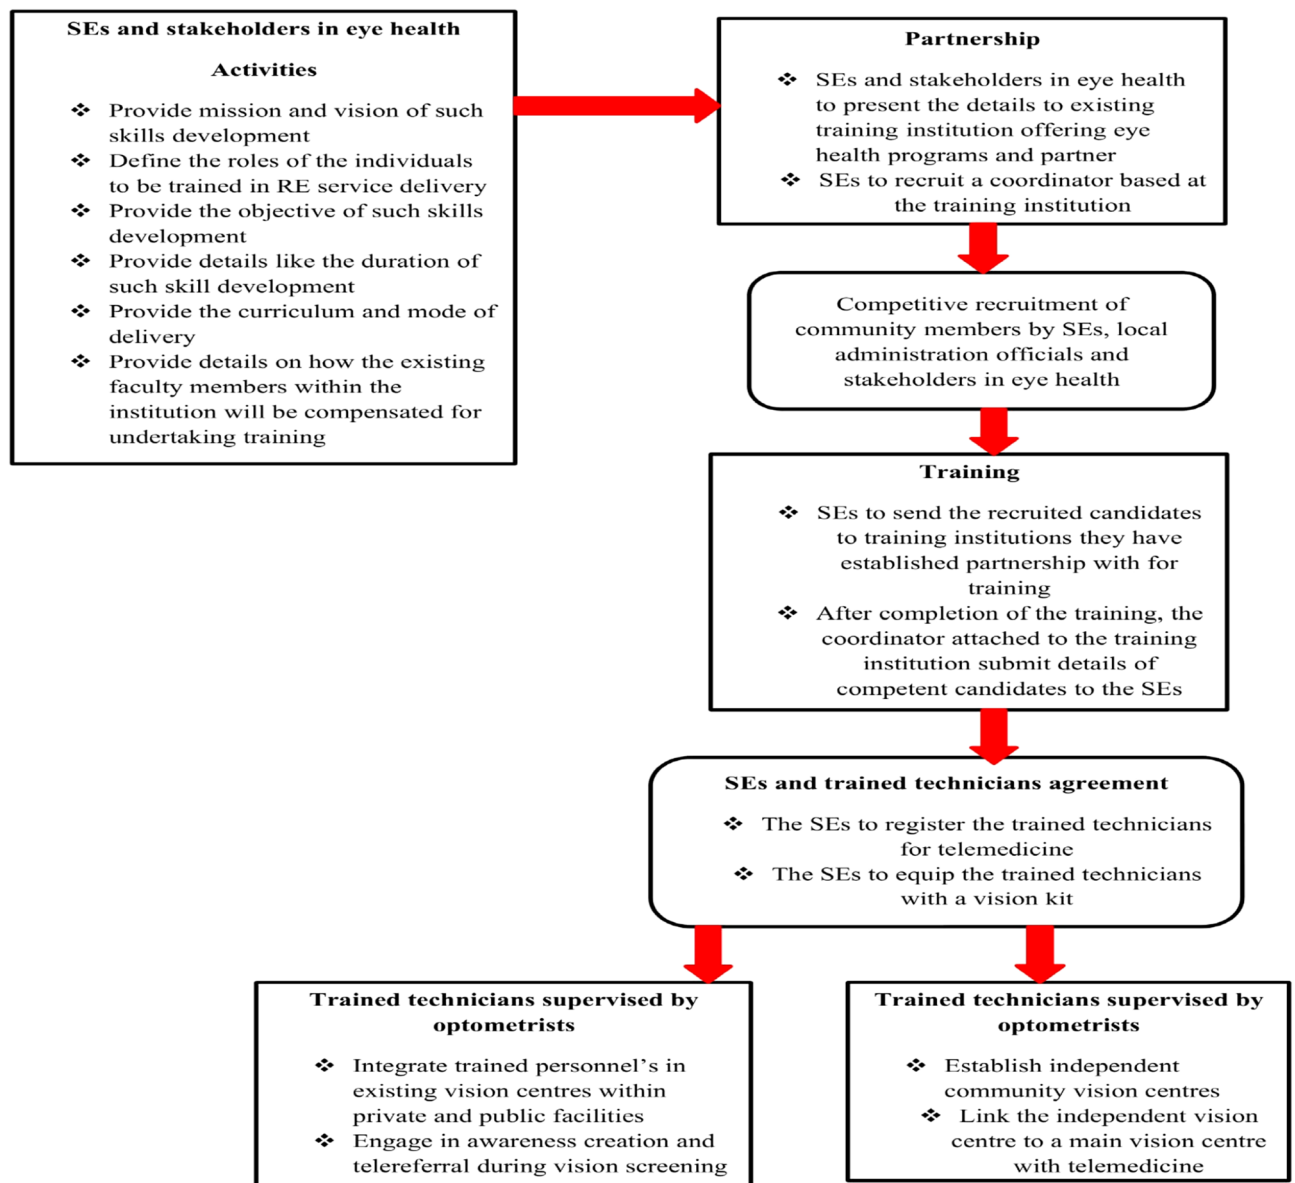 SEs and stakeholders in eye health
Activities
❖ Provide mission and vision of such
skills development
❖ Define the roles of the individuals
to be trained in RE service delivery
❖ Provide the objective of such skills
development
❖ Provide details like the duration of
such skill development
❖ Provide the curriculum and mode of
delivery
❖ Provide details on how the existing
faculty members within the
institution will be compensated for
undertaking training
Partnership
❖ SEs and stakeholders in eye health
to present the details to existing
training institution offering eye
health programs and partner
❖ SEs to recruit a coordinator based at
the training institution
Competitive recruitment of
community members by SEs, local
administration officials and
stakeholders in eye health
Training
❖ SEs to send the recruited candidates
to training institutions they have
established partnership with for
training
❖ After completion of the training, the
coordinator attached to the training
institution submit details of
competent candidates to the SEs
SEs and trained technicians agreement
❖ The SEs to register the trained technicians
for telemedicine
❖ The SEs to equip the trained technicians
with a vision kit
Trained technicians supervised by
optometrists
❖ Integrate trained personnel's in
existing vision centres within
private and public facilities
❖ Engage in awareness creation and
telereferral during vision screening
Trained technicians supervised by
optometrists
❖ Establish independent
community vision centres
❖ Link the independent vision
centre to a main vision centre
with telemedicine